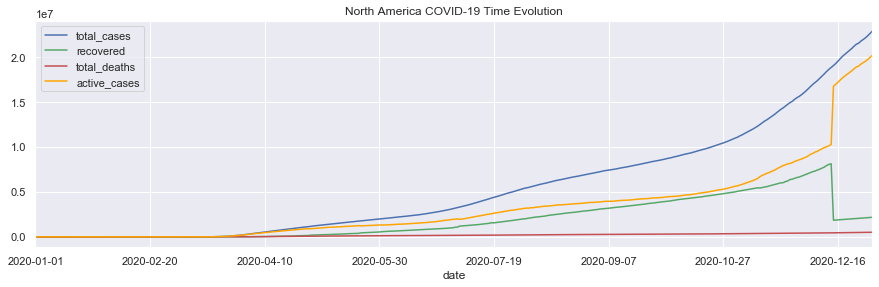 North America COVID-19 Time Evolution
1e7
total_cases
recovered
total_deaths
active_cases
2.0
1.5
1.0
0.5
0.0
2020-01-01 2020-02-20 2020-04-10 2020-05-30 2020-07-19 2020-09-07 2020-10-27 2020-12-16
date